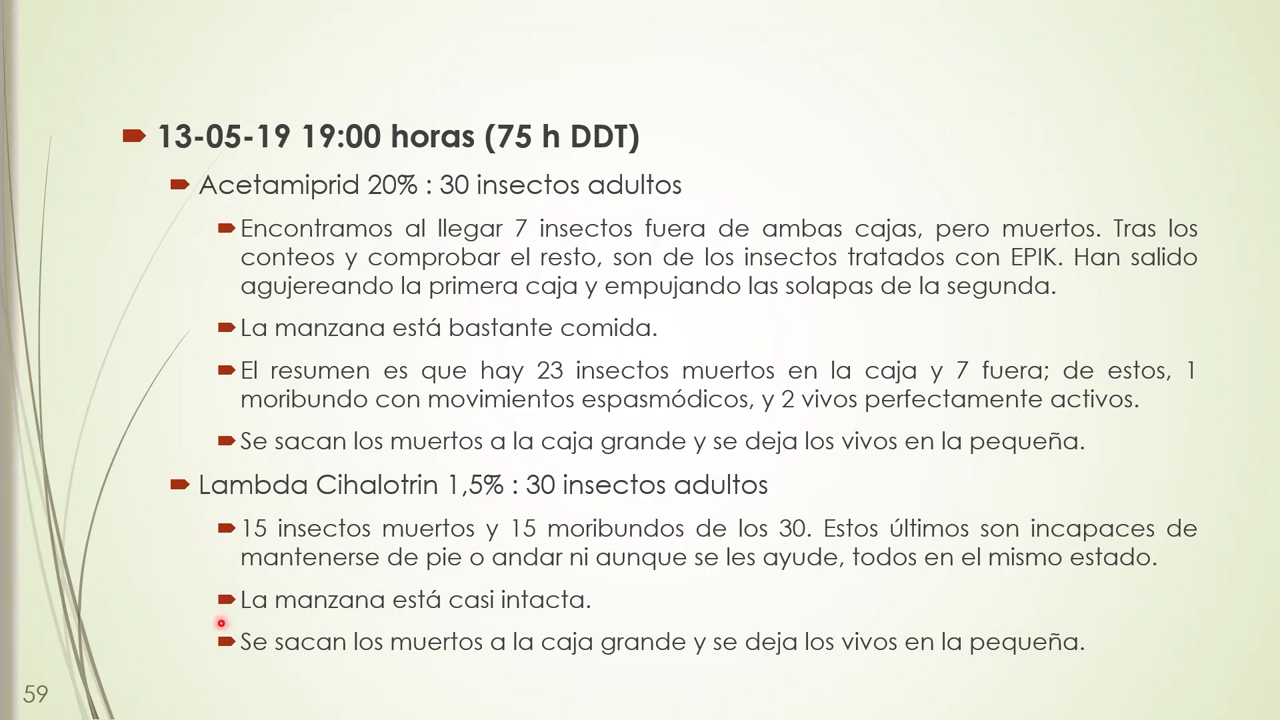 13-05-19 19:00 horas (75 h DDT)
Acetamiprid 20% : 30 insectos adultos
Encontramos al llegar 7 insectos fuera de ambas cajas, pero muertos. Tras los
conteos y comprobar el resto, son de los insectos tratados con EPIK. Han salido
agujereando la primera caja y empujando las solapas de la segunda.
La manzana está bastante comida.
El resumen es que hay 23 insectos muertos en la caja y 7 fuera; de estos, 1
moribundo con movimientos espasmódicos, y 2 vivos perfectamente activos.
Se sacan los muertos a la caja grande y se deja los vivos en la pequeña.
Lambda Cihalotrin 1,5% : 30 insectos adultos
15 insectos muertos y 15 moribundos de los 30. Estos últimos son incapaces de
mantenerse de pie o andar ni aunque se les ayude, todos en el mismo estado.
La manzana está casi intacta.
Se sacan los muertos a la caja grande y se deja los vivos en la pequeña.
59